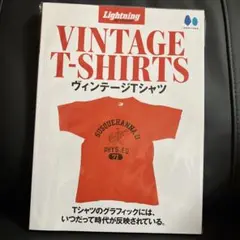 Lightning
VINTAGE
T-SHIRTS
ヴィンテージTシャツ
SUSQUEHANNA U
PHYS. ED.
Tシャツのグラフィックには、
いつだって時代が反映されている。